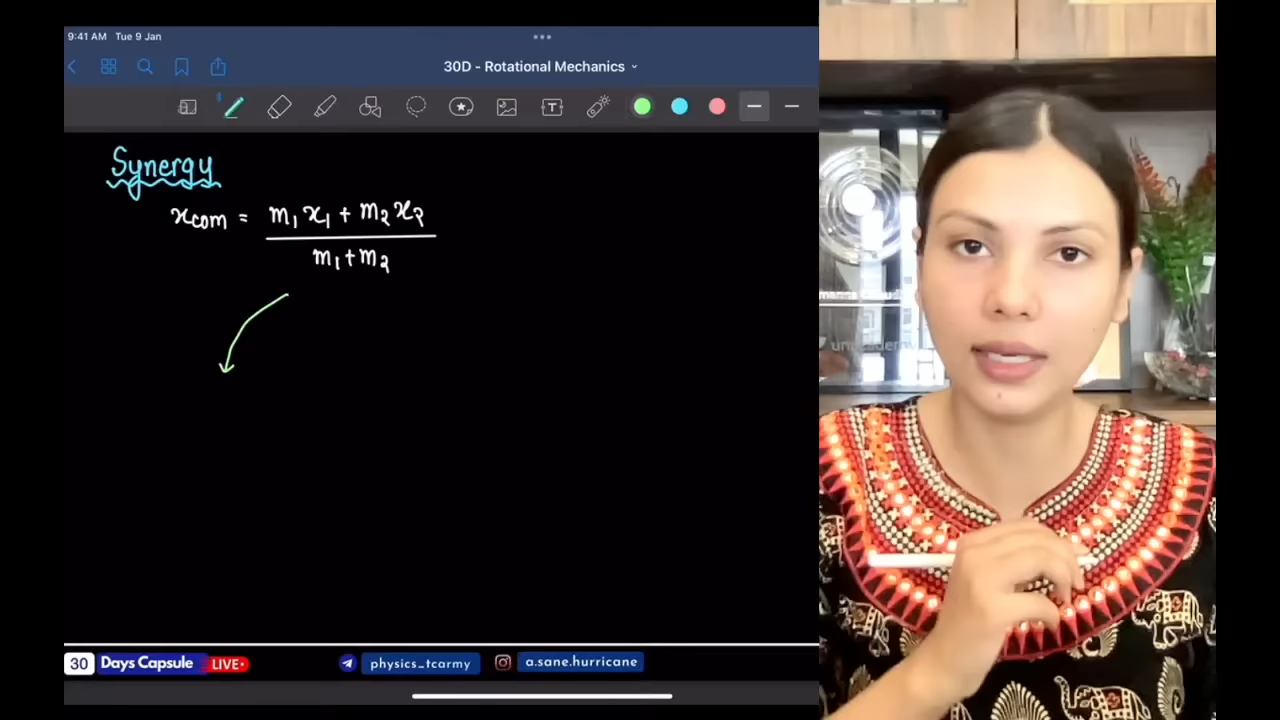 9:41 AM Tue 9 Jan
30D - Rotational Mechanics
Synergy
x_com = (m₁x₁ + m₂x₂) / (m₁ + m₂)
30 Days Capsule LIVE
physics_tcarmy
a.sane.hurricane